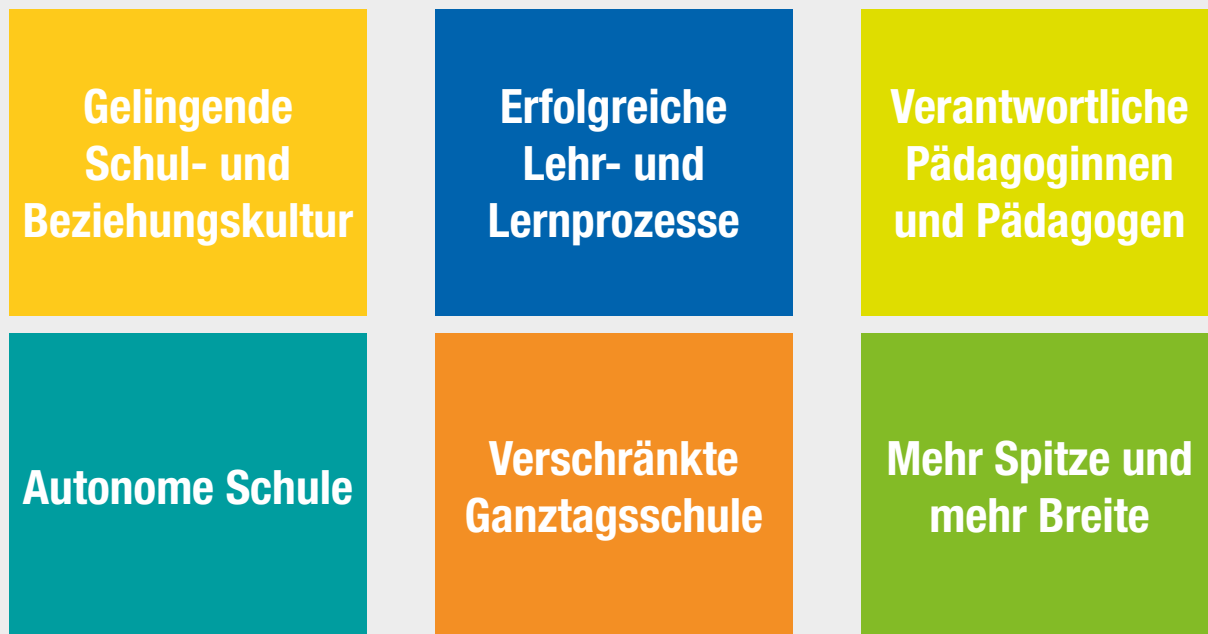 Gelingende
Schul- und
Beziehungskultur
Erfolgreiche
Lehr- und
Lernprozesse
Verantwortliche
Pädagoginnen
und Pädagogen
Autonome Schule
Verschränkte
Ganztagsschule
Mehr Spitze und
mehr Breite